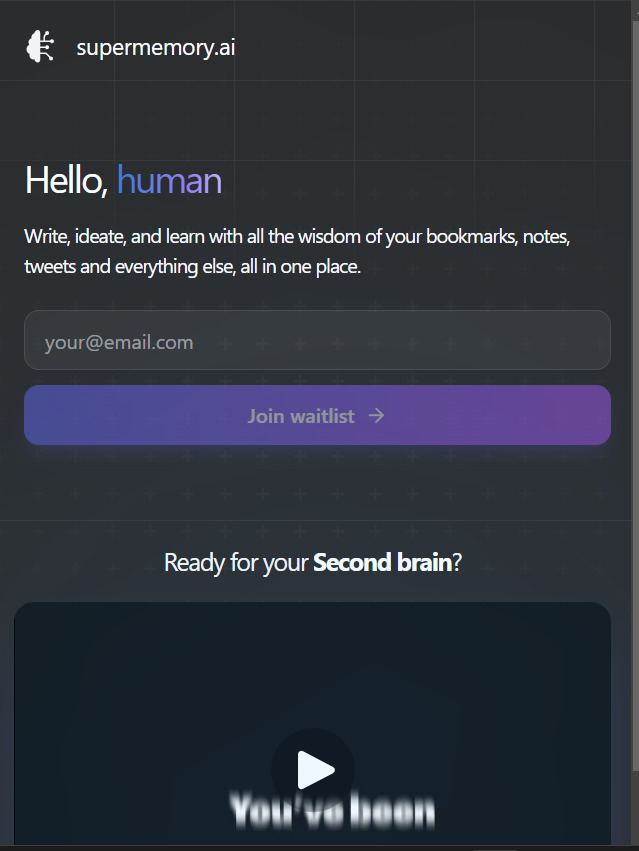 supermemory.ai
Hello, human
Write, ideate, and learn with all the wisdom of your bookmarks, notes,
tweets and everything else, all in one place.
your@email.com
Join waitlist →
Ready for your Second brain?
You've been